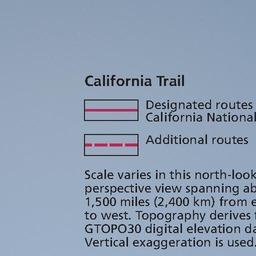 California Trail
Designated routes
California National
Additional routes
Scale varies in this north-look
perspective view spanning ab
1,500 miles (2,400 km) from e
to west. Topography derives f
GTOPO30 digital elevation da
Vertical exaggeration is used.